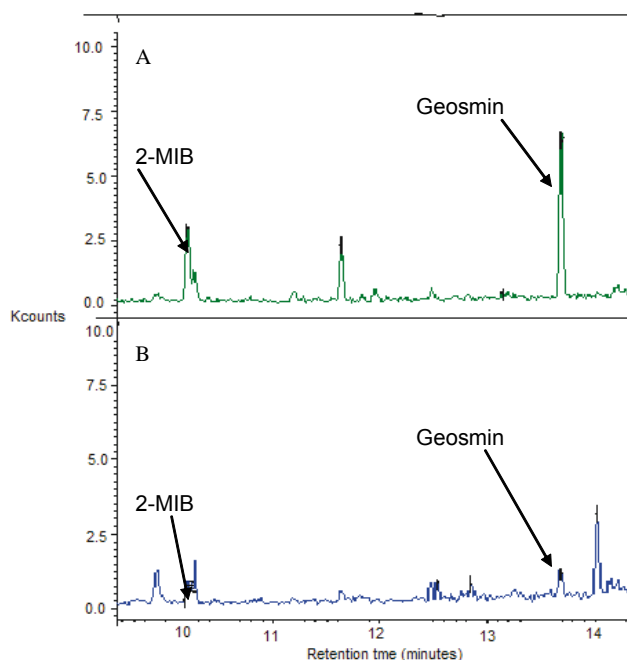 10.0
A
Geosmin
7.5
2-MIB
5.0
2.5
0.0
Kcounts
10.0
B
7.5
Geosmin
5.0
2-MIB
2.5
0.0
10 11 12 13 14
Retention tme (minutes)